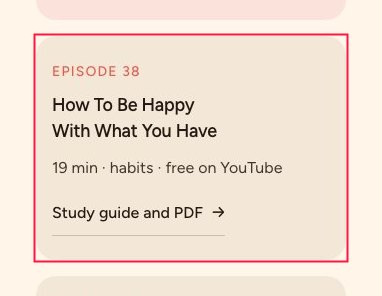 EPISODE 38
How To Be Happy
With What You Have
19 min · habits · free on YouTube
Study guide and PDF →